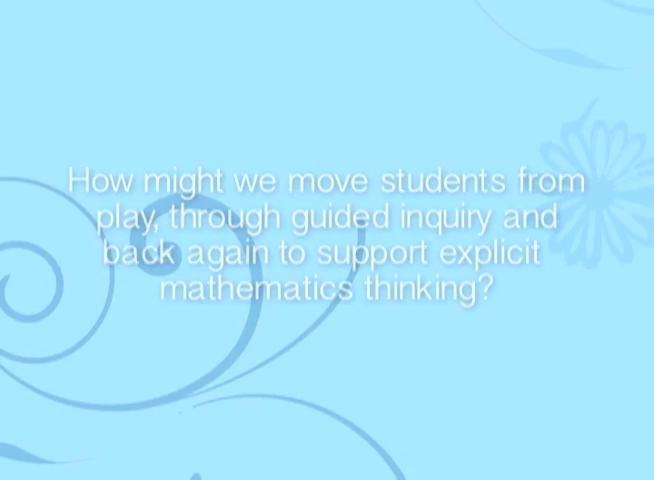 How might we move students from
play, through guided inquiry and
back again to support explicit
mathematics thinking?